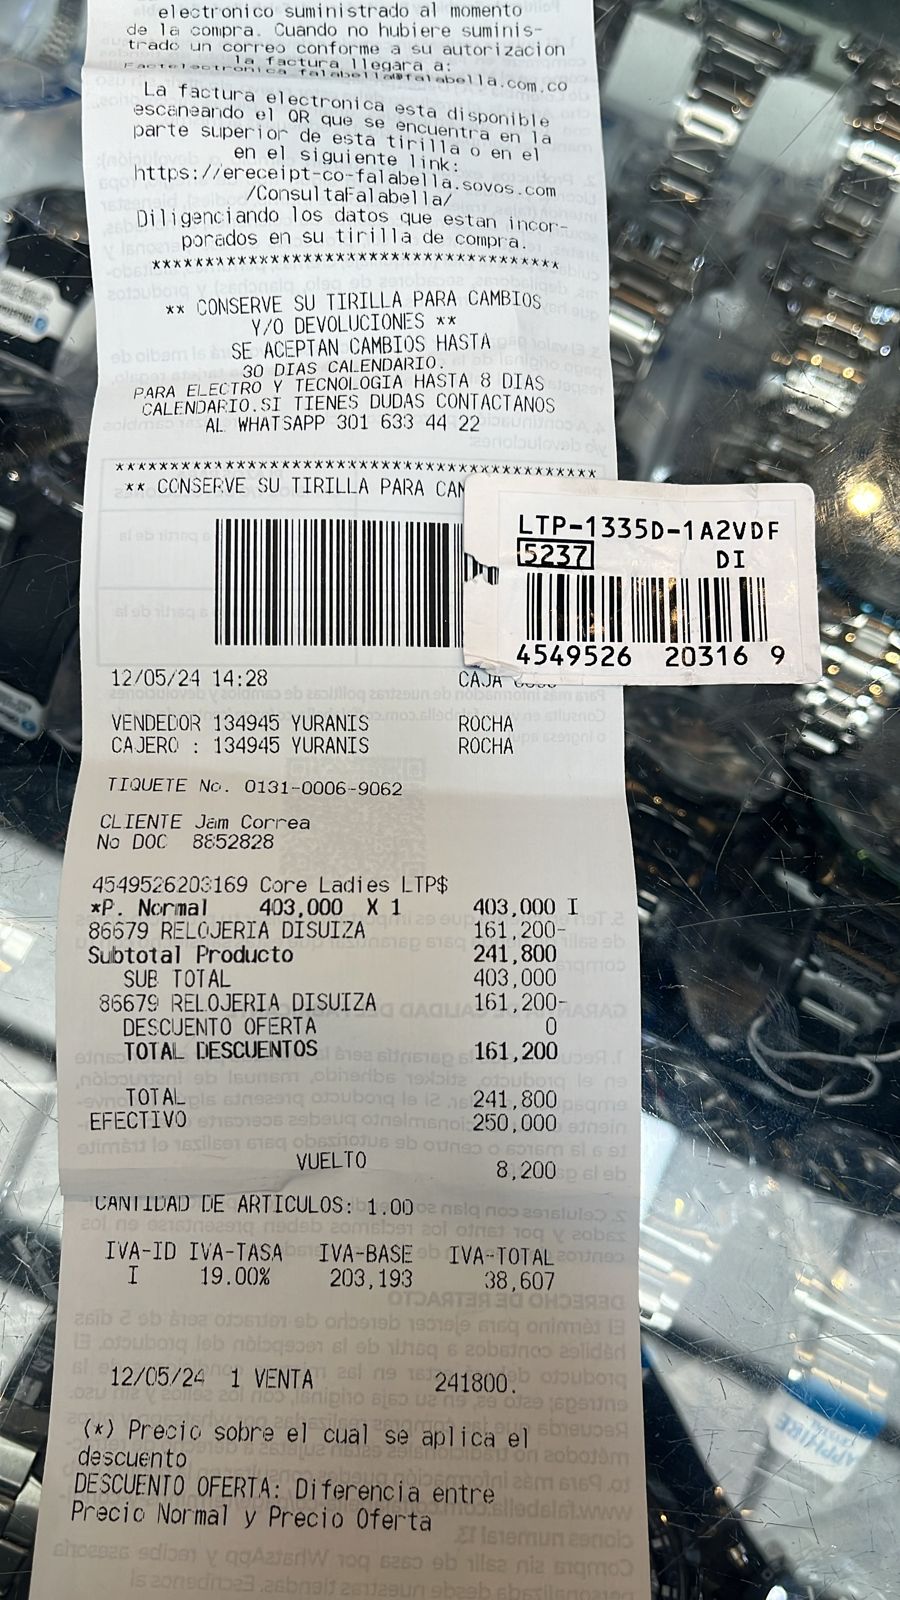 electronico suministrado al momento
de la compra. Cuando no hubiere suminis-
trado un correo conforme a su autorizacion
la factura llegara a:
Factelectronica_falabella@falabella.com.co
La factura electronica esta disponible
escaneando el QR que se encuentra en la
parte superior de esta tirilla o en el
en el siguiente link:
https://ereceipt-co-falabella.sovos.com
/ConsultaFalabella/
Diligenciando los datos que estan incor-
porados en su tirilla de compra.
****************************************
** CONSERVE SU TIRILLA PARA CAMBIOS
Y/O DEVOLUCIONES **
SE ACEPTAN CAMBIOS HASTA
30 DIAS CALENDARIO.
PARA ELECTRO Y TECNOLOGIA HASTA 8 DIAS
CALENDARIO.SI TIENES DUDAS CONTACTANOS
AL WHATSAPP 301 633 44 22
****************************************
** CONSERVE SU TIRILLA PARA CAM
LTP-1335D-1A2VDF
5237 DI
4549526 20316 9
12/05/24 14:28 CAJA
VENDEDOR 134945 YURANIS ROCHA
CAJERO : 134945 YURANIS ROCHA
TIQUETE No. 0131-0006-9062
CLIENTE Jam Correa
No DOC 8852828
4549526203169 Core Ladies LTP$
*P. Normal 403,000 X 1 403,000 I
86679 RELOJERIA DISUIZA 161,200-
Subtotal Producto 241,800
SUB TOTAL 403,000
86679 RELOJERIA DISUIZA 161,200-
DESCUENTO OFERTA 0
TOTAL DESCUENTOS 161,200
TOTAL 241,800
EFECTIVO 250,000
VUELTO 8,200
CANTIDAD DE ARTICULOS: 1.00
IVA-ID IVA-TASA IVA-BASE IVA-TOTAL
I 19.00% 203,193 38,607
12/05/24 1 VENTA 241800.
(*) Precio sobre el cual se aplica el
descuento
DESCUENTO OFERTA: Diferencia entre
Precio Normal y Precio Oferta